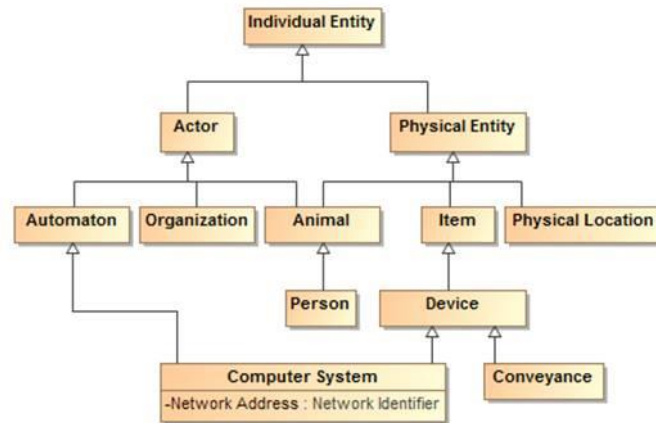 Individual Entity
Actor
Physical Entity
Automaton
Organization
Animal
Item
Physical Location
Person
Device
Computer System
-Network Address : Network Identifier
Conveyance